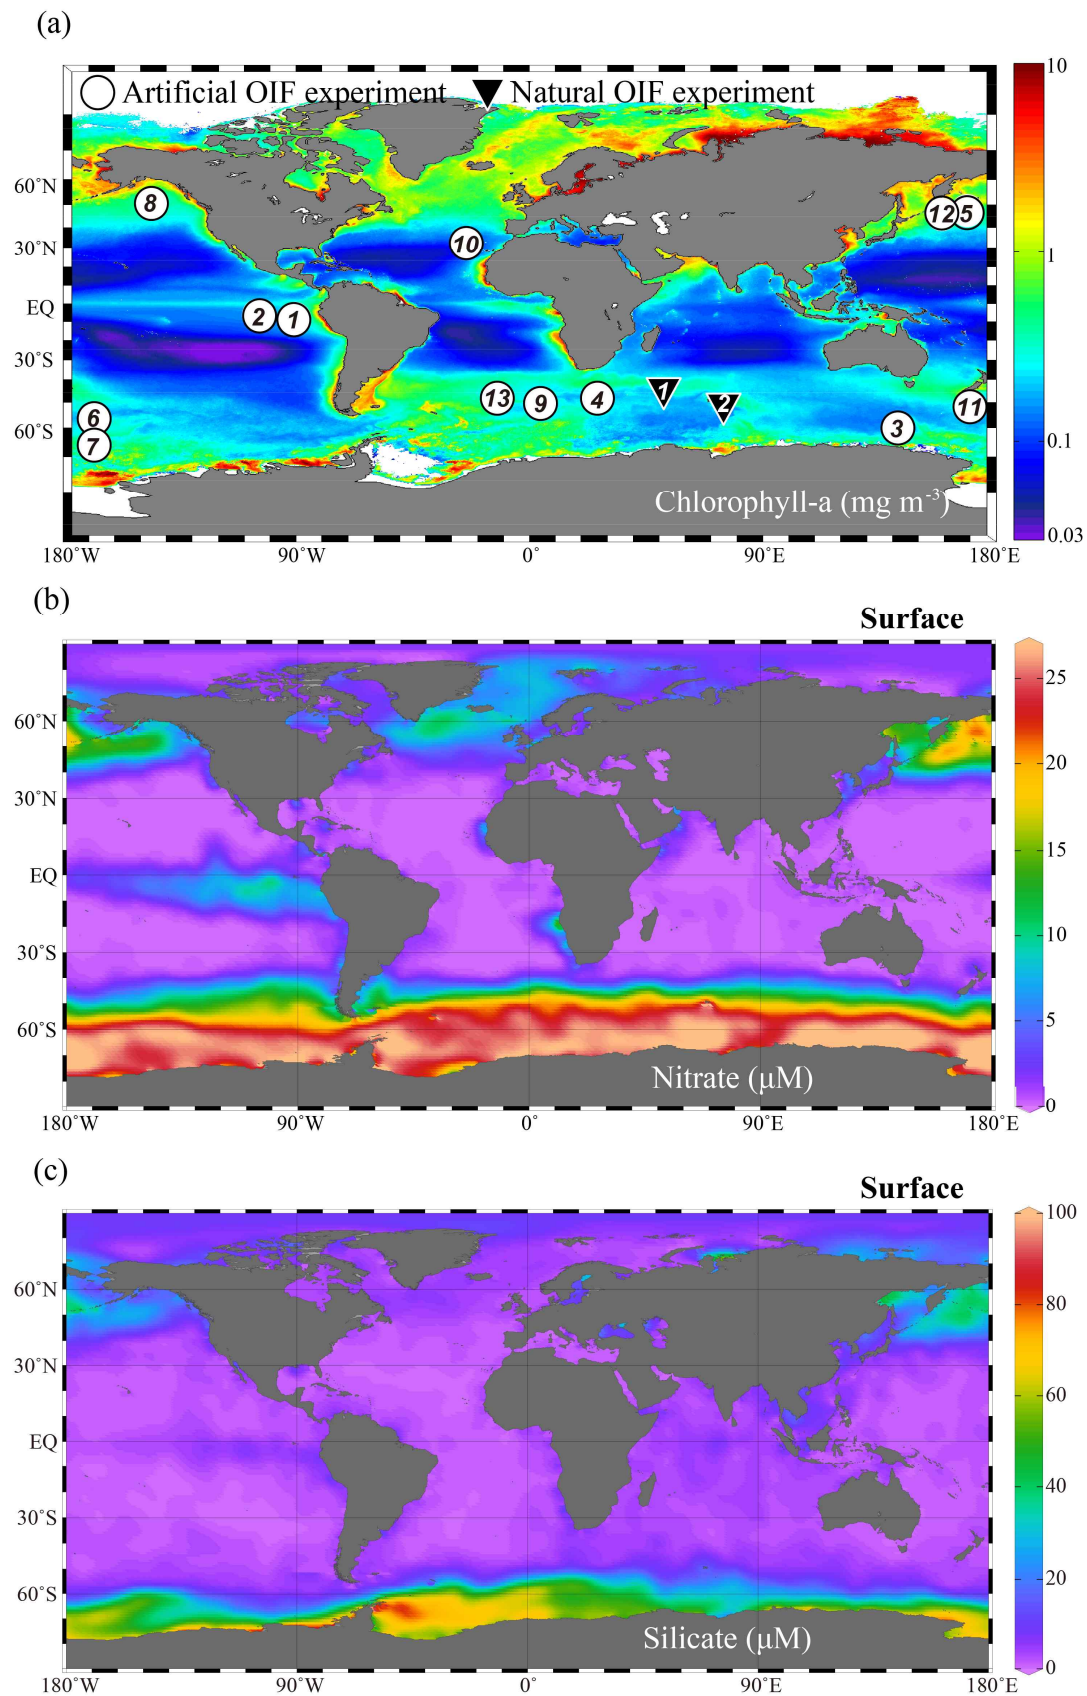 (a)
Artificial OIF experiment
Natural OIF experiment
10
1
0.1
0.03
60˚N
30˚N
EQ
30˚S
60˚S
8
12
5
10
2
1
13
9
4
1
2
3
11
6
7
Chlorophyll-a (mg m-3)
180˚W
90˚W
0˚
90˚E
180˚E
(b)
Surface
60˚N
30˚N
EQ
30˚S
60˚S
25
20
15
10
5
0
Nitrate (μM)
180˚W
90˚W
0˚
90˚E
180˚E
(c)
Surface
60˚N
30˚N
EQ
30˚S
60˚S
100
80
60
40
20
0
Silicate (μM)
180˚W
90˚W
0˚
90˚E
180˚E